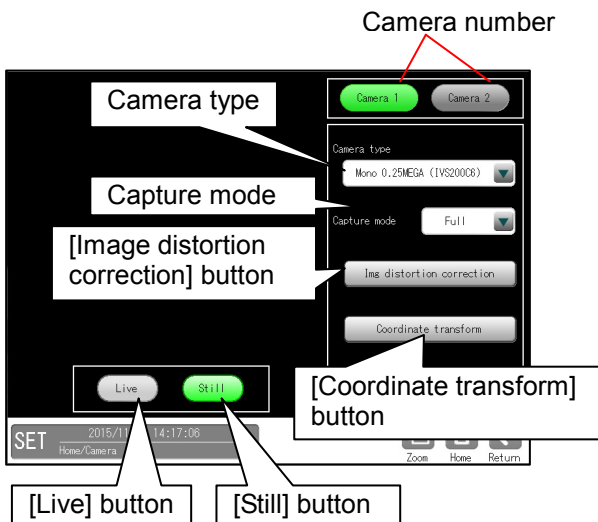 Camera number
Camera 1
Camera 2
Camera type
Camera type
Mono 0.25MEGA (IVS200C6)
Capture mode
Capture mode
Full
[Image distortion
correction] button
Img distortion correction
Coordinate transform
[Coordinate transform]
button
Live
Still
SET
2015/11 14:17:06
Home/Camera
Zoom
Home
Return
[Live] button
[Still] button